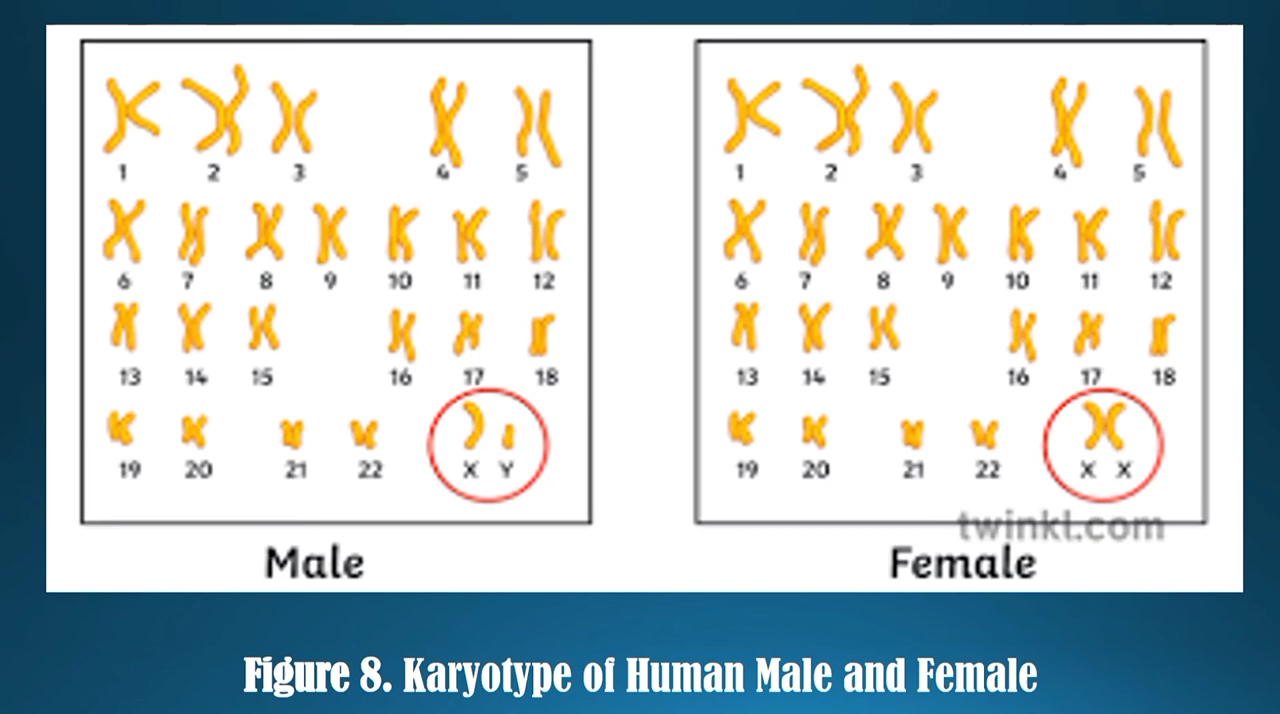 1 2 3 4 5
6 7 8 9 10 11 12
13 14 15 16 17 18
19 20 21 22 X Y
Male
1 2 3 4 5
6 7 8 9 10 11 12
13 14 15 16 17 18
19 20 21 22 X X
twinkl.com
Female
Figure 8. Karyotype of Human Male and Female